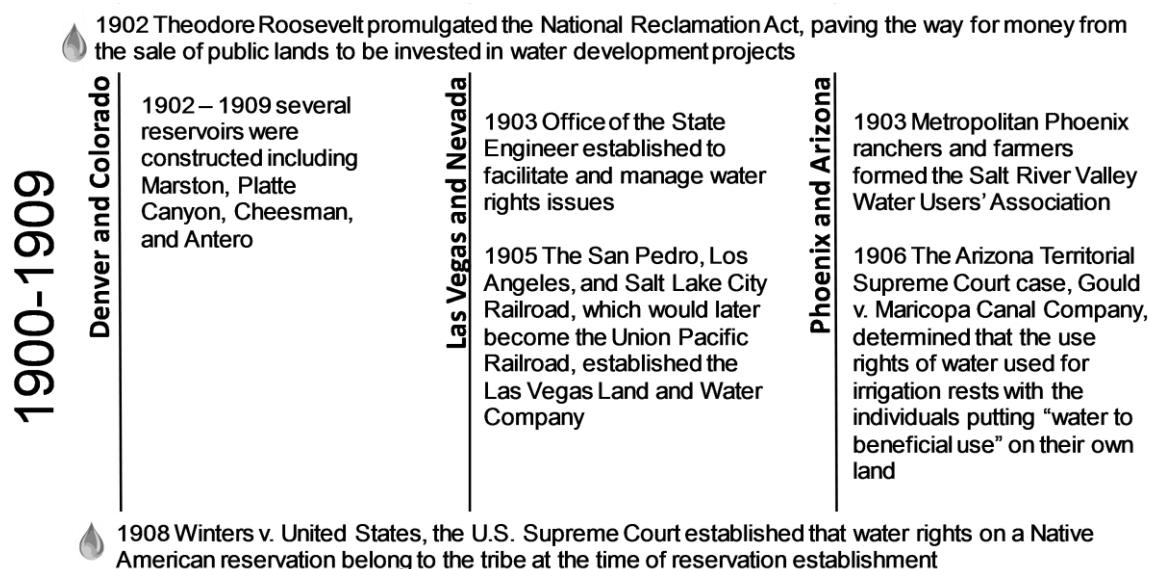 1902 Theodore Roosevelt promulgated the National Reclamation Act, paving the way for money from
the sale of public lands to be invested in water development projects
1900-1909
Denver and Colorado
1902 – 1909 several
reservoirs were
constructed including
Marston, Platte
Canyon, Cheesman,
and Antero
Las Vegas and Nevada
1903 Office of the State
Engineer established to
facilitate and manage water
rights issues
1905 The San Pedro, Los
Angeles, and Salt Lake City
Railroad, which would later
become the Union Pacific
Railroad, established the
Las Vegas Land and Water
Company
Phoenix and Arizona
1903 Metropolitan Phoenix
ranchers and farmers
formed the Salt River Valley
Water Users’ Association
1906 The Arizona Territorial
Supreme Court case, Gould
v. Maricopa Canal Company,
determined that the use
rights of water used for
irrigation rests with the
individuals putting “water to
beneficial use” on their own
land
1908 Winters v. United States, the U.S. Supreme Court established that water rights on a Native
American reservation belong to the tribe at the time of reservation establishment